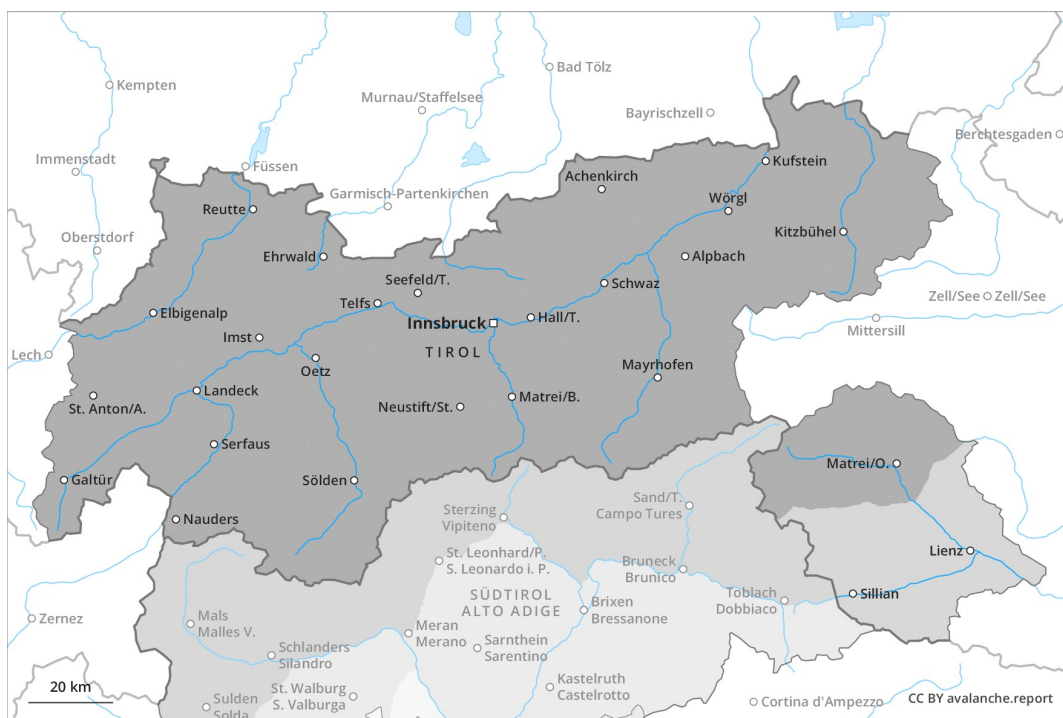 Kempten
Bad Tölz
Murnau/Staffelsee
Bayrischzell
Berchtesgaden
Immenstadt
Füssen
Kufstein
Achenkirch
Garmisch-Partenkirchen
Wörgl
Reutte
Kitzbühel
Oberstdorf
Ehrwald
Alpbach
Seefeld/T.
Schwaz
Zell/See
Zell/See
Telfs
Elbigenalp
Innsbruck
Hall/T.
Mittersill
Imst
TIROL
Lech
Oetz
Mayrhofen
Landeck
St. Anton/A.
Neustift/St.
Matrei/B.
Serfaus
Matrei/O.
Galtür
Sölden
Sand/T.
Campo Tures
Nauders
Sterzing
Vipiteno
Lienz
St. Leonhard/P.
S. Leonardo i. P.
Bruneck
Brunico
SÜDTIROL
ALTO ADIGE
Sillian
Toblach
Dobbiaco
Brixen
Bressanone
Zernez
Mals
Malles V.
Meran
Merano
Sarnthein
Sarentino
Schlanders
Silandro
20 km
St. Walburg
S. Valburga
Kastelruth
Castelrotto
Sulden
Solda
Cortina d'Ampezzo
CC BY avalanche.report